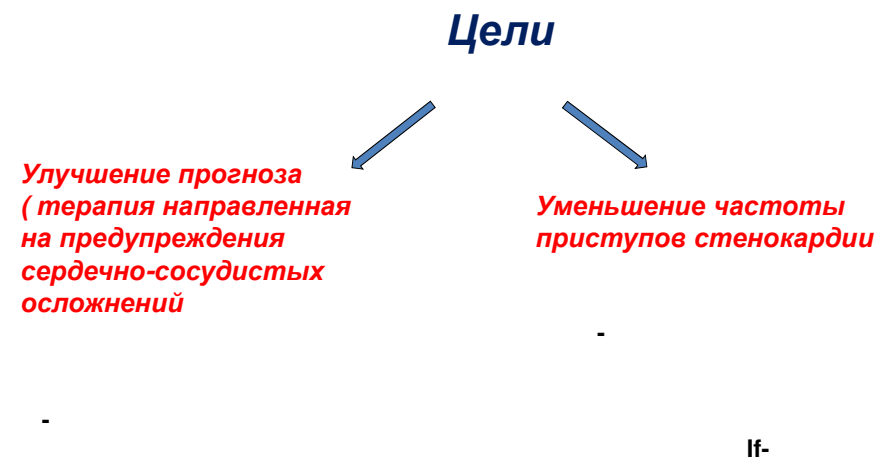 Цели
Улучшение прогноза
( терапия направленная
на предупреждения
сердечно-сосудистых
осложнений
Уменьшение частоты
приступов стенокардии
-
-
If-